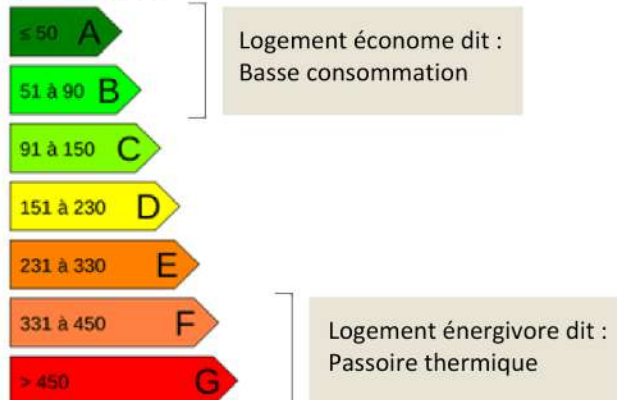 ≤ 50 A
51 à 90 B
Logement économe dit :
Basse consommation
91 à 150 C
151 à 230 D
231 à 330 E
331 à 450 F
> 450 G
Logement énergivore dit :
Passoire thermique